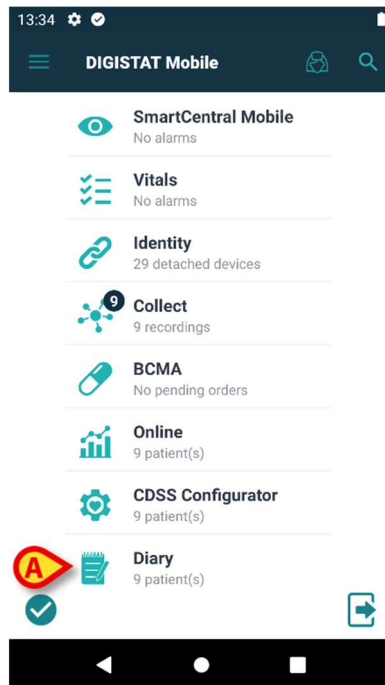 13:34
DIGISTAT Mobile
SmartCentral Mobile
No alarms
Vitals
No alarms
Identity
29 detached devices
9
Collect
9 recordings
BCMA
No pending orders
Online
9 patient(s)
CDSS Configurator
9 patient(s)
A
Diary
9 patient(s)